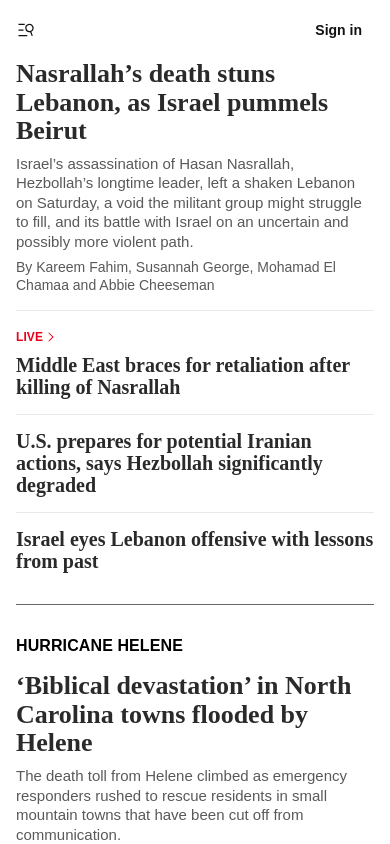 Sign in
Nasrallah’s death stuns
Lebanon, as Israel pummels
Beirut
Israel’s assassination of Hasan Nasrallah,
Hezbollah’s longtime leader, left a shaken Lebanon
on Saturday, a void the militant group might struggle
to fill, and its battle with Israel on an uncertain and
possibly more violent path.
By Kareem Fahim, Susannah George, Mohamad El
Chamaa and Abbie Cheeseman
LIVE
Middle East braces for retaliation after
killing of Nasrallah
U.S. prepares for potential Iranian
actions, says Hezbollah significantly
degraded
Israel eyes Lebanon offensive with lessons
from past
HURRICANE HELENE
‘Biblical devastation’ in North
Carolina towns flooded by
Helene
The death toll from Helene climbed as emergency
responders rushed to rescue residents in small
mountain towns that have been cut off from
communication.